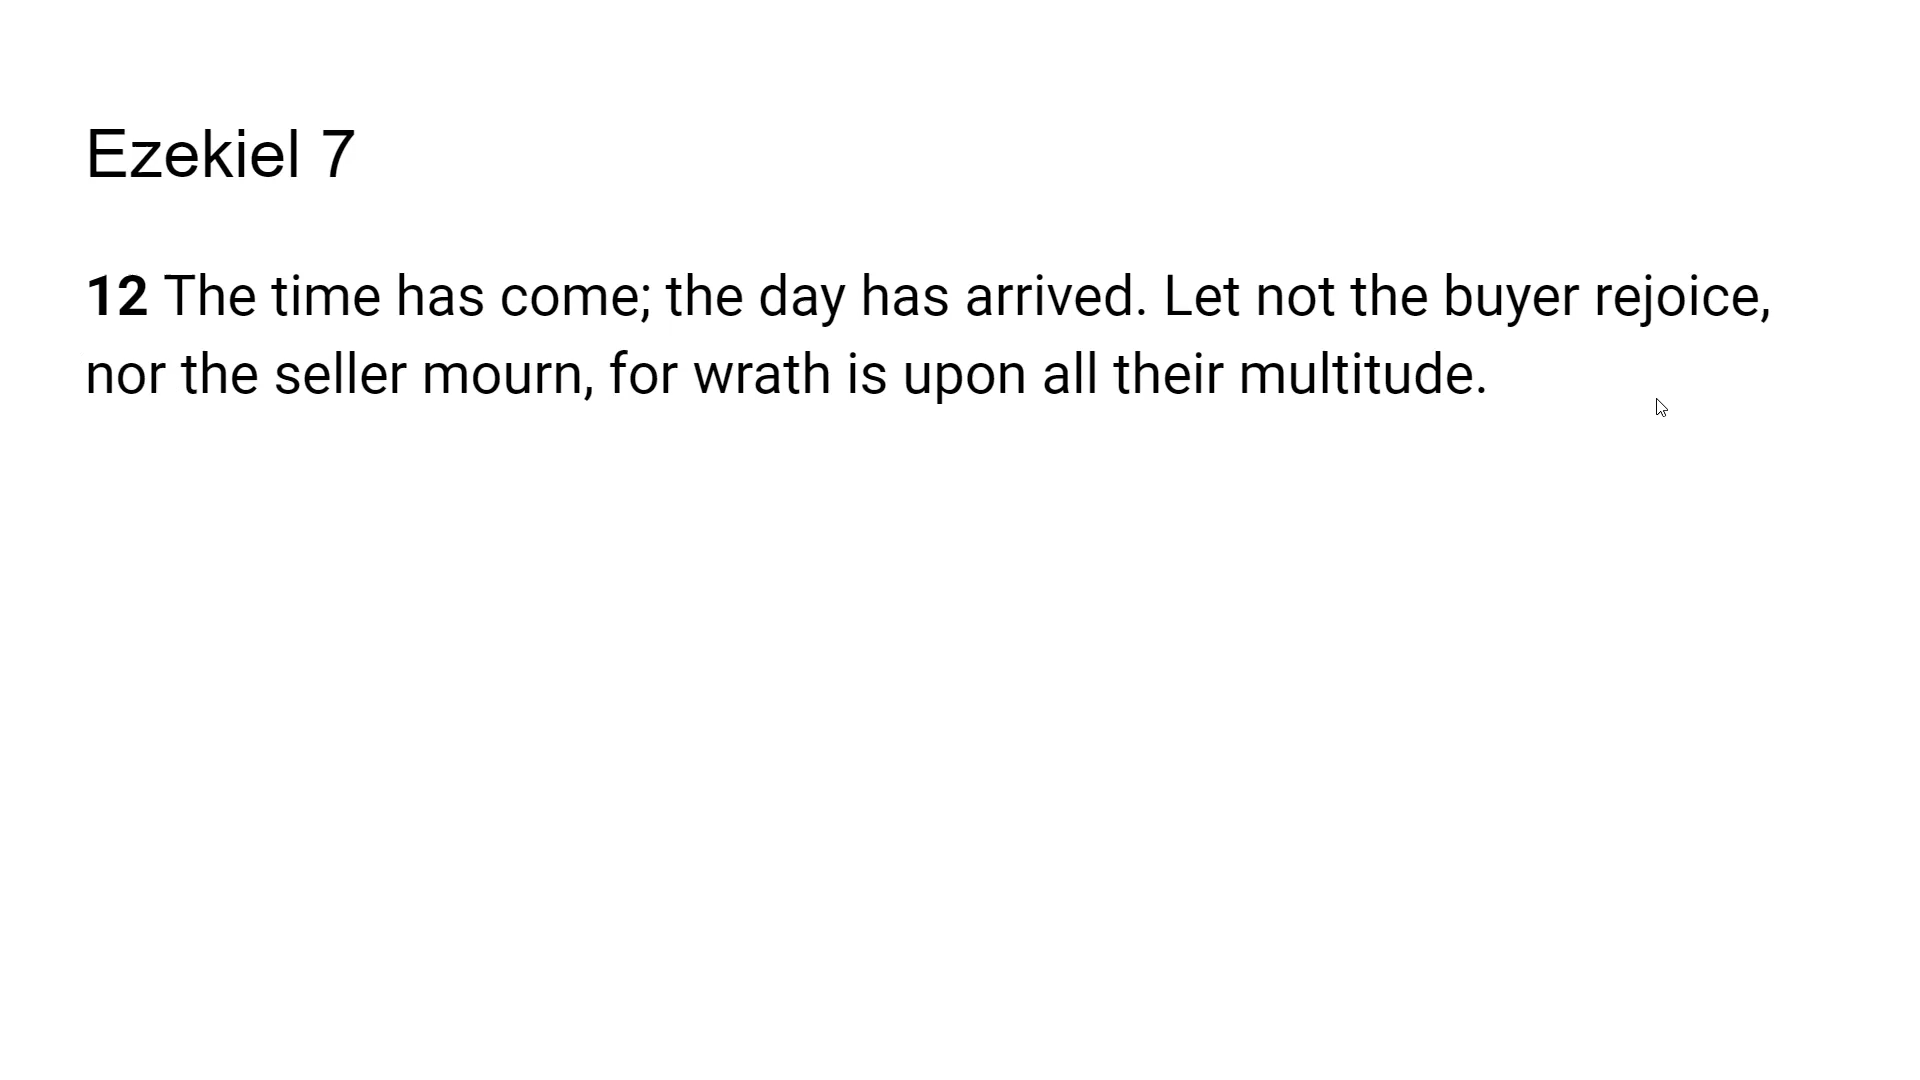 Ezekiel 7
12 The time has come; the day has arrived. Let not the buyer rejoice,
nor the seller mourn, for wrath is upon all their multitude.